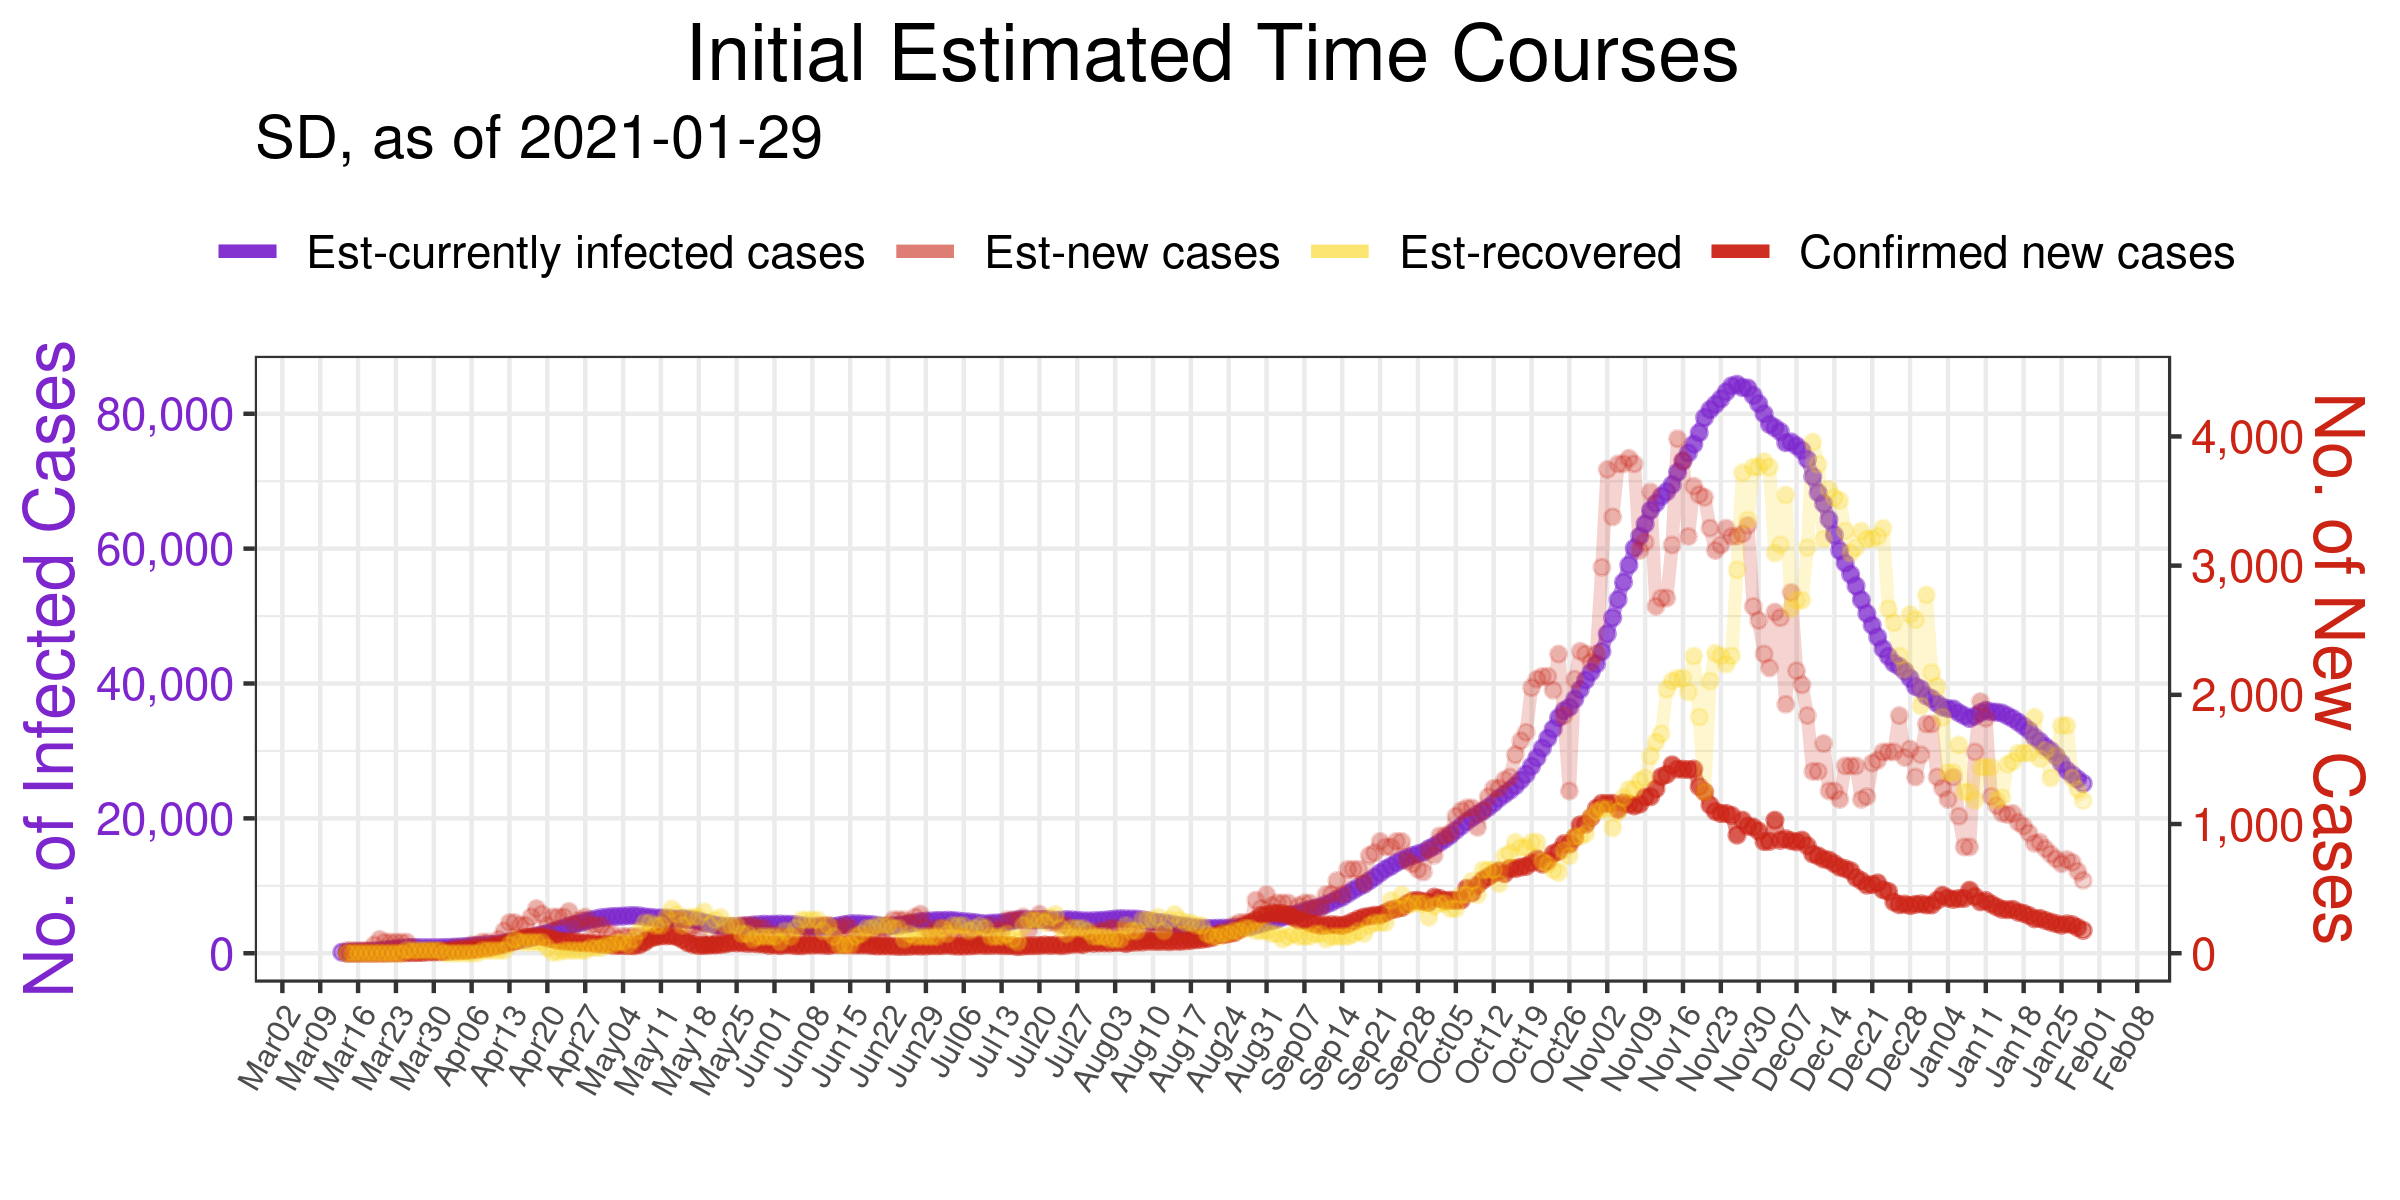 Initial Estimated Time Courses
SD, as of 2021-01-29
Est-currently infected cases Est-new cases Est-recovered Confirmed new cases
No. of Infected Cases
80,000
60,000
40,000
20,000
0
4,000
3,000
2,000
1,000
0
No. of New Cases
Mar02 Mar09 Mar16 Mar23 Mar30 Apr06 Apr13 Apr20 Apr27 May04 May11 May18 May25 Jun01 Jun08 Jun15 Jun22 Jun29 Jul06 Jul13 Jul20 Jul27 Aug03 Aug10 Aug17 Aug24 Aug31 Sep07 Sep14 Sep21 Sep28 Oct05 Oct12 Oct19 Oct26 Nov02 Nov09 Nov16 Nov23 Nov30 Dec07 Dec14 Dec21 Dec28 Jan04 Jan11 Jan18 Jan25 Feb01 Feb08